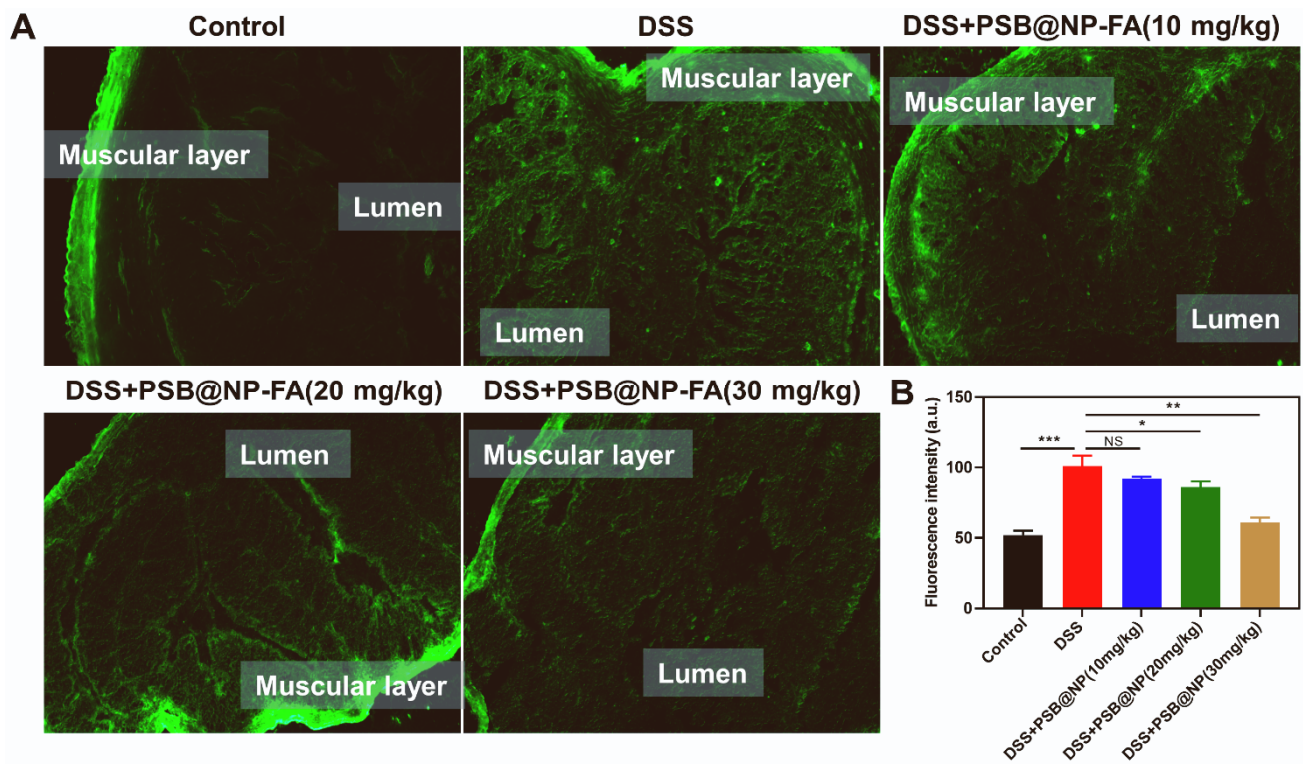 A
Control
DSS
DSS+PSB@NP-FA(10 mg/kg)
Muscular layer
Lumen
Muscular layer
Lumen
Muscular layer
Lumen
DSS+PSB@NP-FA(20 mg/kg)
DSS+PSB@NP-FA(30 mg/kg)
Lumen
Muscular layer
Muscular layer
Lumen
B
Fluorescence intensity (a.u.)
150
100
50
0
**
*
***
NS
Control
DSS
DSS+PSB@NP(10mg/kg)
DSS+PSB@NP(20mg/kg)
DSS+PSB@NP(30mg/kg)